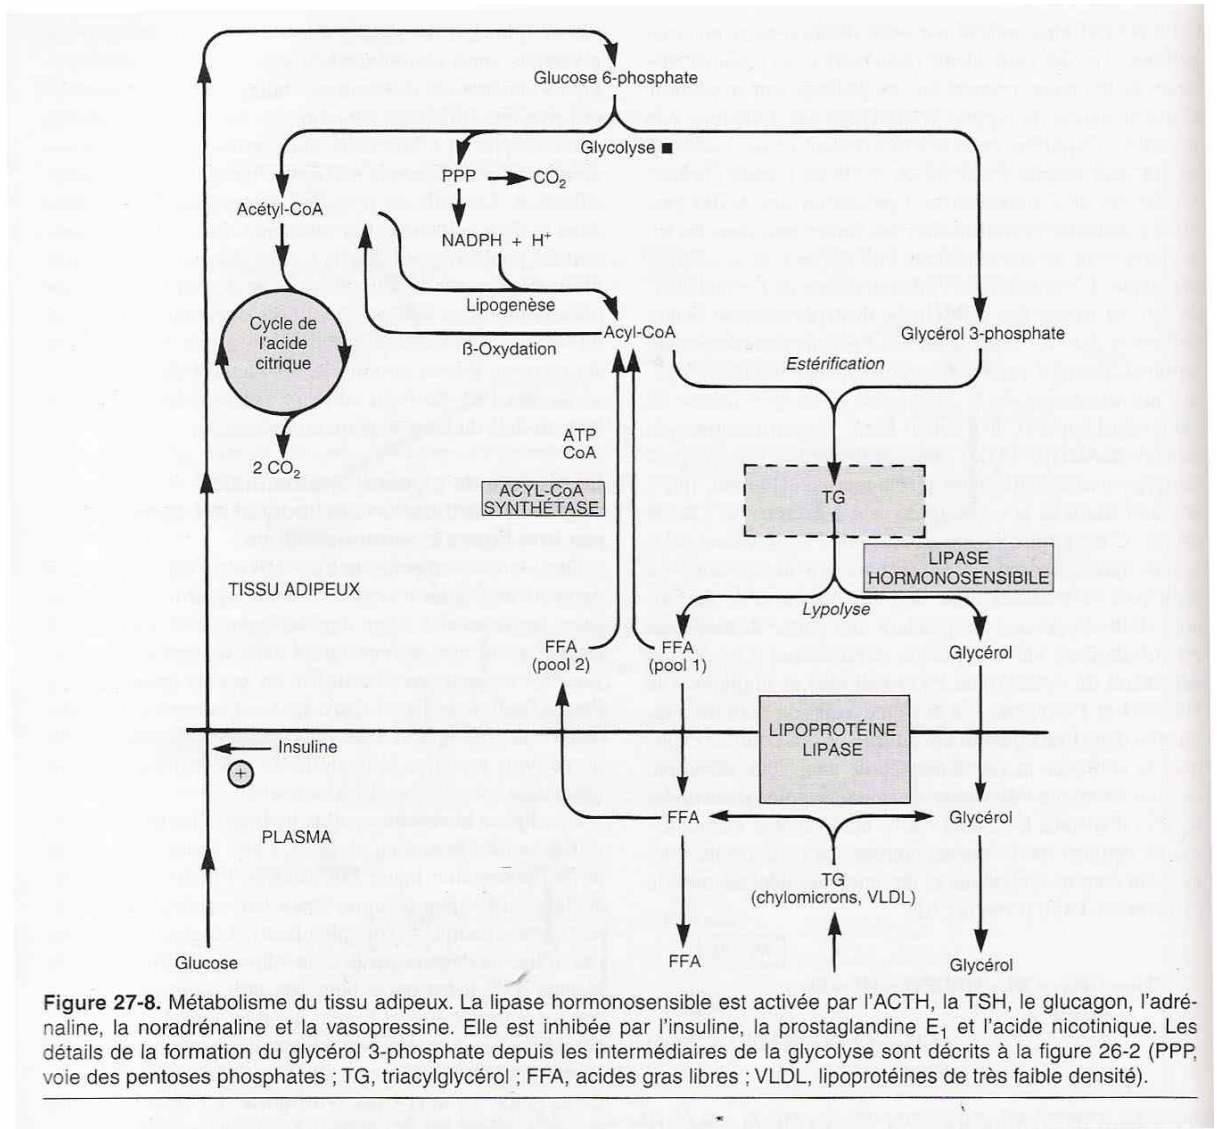 Glucose 6-phosphate
Glycolyse ■
PPP
CO₂
Acétyl-CoA
NADPH + H⁺
Lipogenèse
Cycle de
l'acide
citrique
Acyl-CoA
Glycérol 3-phosphate
ß-Oxydation
Estérification
ATP
CoA
2 CO₂
ACYL-CoA
SYNTHÉTASE
TG
LIPASE
HORMONOSENSIBILE
TISSU ADIPEUX
Lypolyse
FFA
(pool 2)
FFA
(pool 1)
Glycérol
LIPOPROTÉINE
LIPASE
Insuline
+
PLASMA
FFA
Glycérol
TG
(chylomicrons, VLDL)
Glucose
FFA
Glycérol
Figure 27-8. Métabolisme du tissu adipeux. La lipase hormonosensible est activée par l'ACTH, la TSH, le glucagon, l'adré-
naline, la noradrénaline et la vasopressine. Elle est inhibée par l'insuline, la prostaglandine E₁ et l'acide nicotinique. Les
détails de la formation du glycérol 3-phosphate depuis les intermédiaires de la glycolyse sont décrits à la figure 26-2 (PPP,
voie des pentoses phosphates ; TG, triacylglycérol ; FFA, acides gras libres ; VLDL, lipoprotéines de très faible densité).